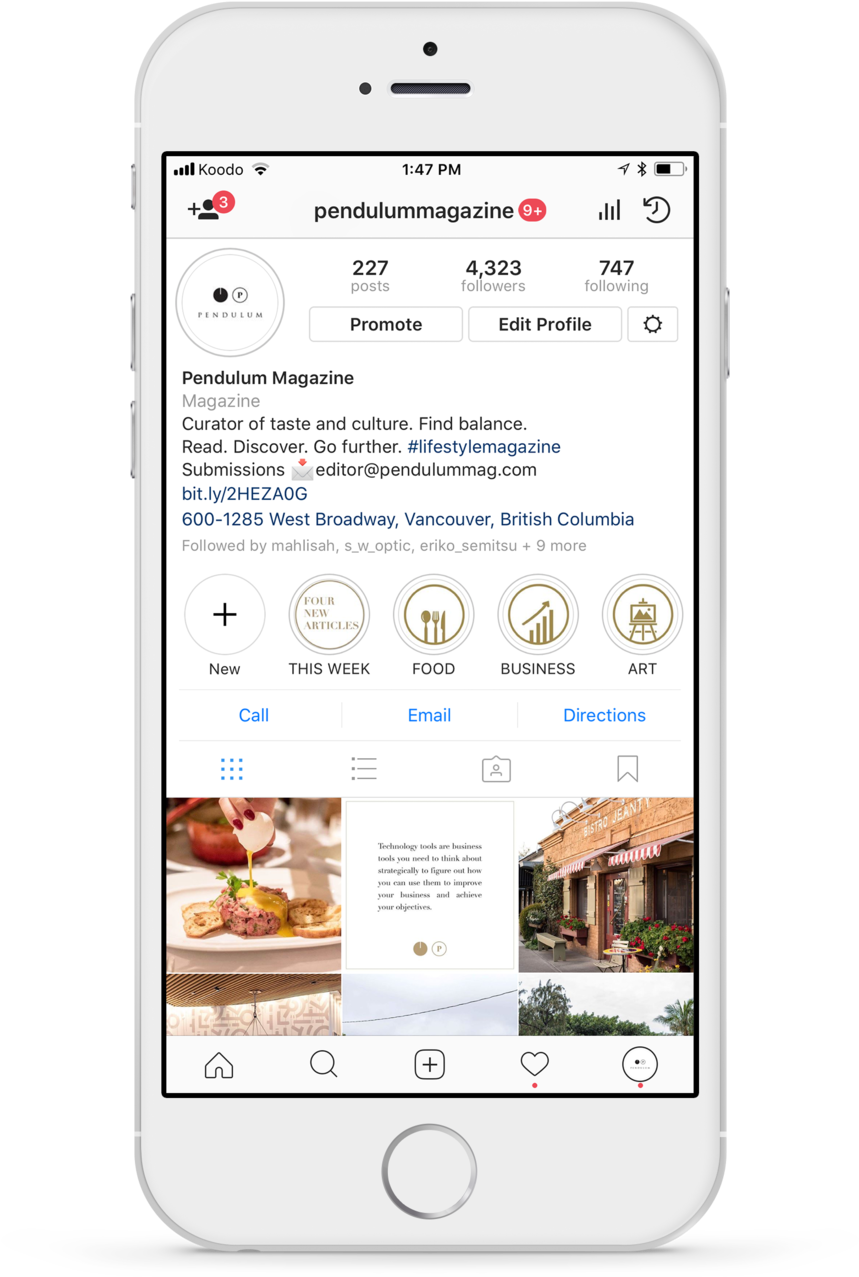 Koodo 1:47 PM
3
pendulummagazine 9+
227 4,323 747
posts followers following
P
PENDULUM
Promote Edit Profile
Pendulum Magazine
Magazine
Curator of taste and culture. Find balance.
Read. Discover. Go further. #lifestylemagazine
Submissions 📩editor@pendulummag.com
bit.ly/2HEZA0G
600-1285 West Broadway, Vancouver, British Columbia
Followed by mahlisah, s_w_optic, eriko_semitsu + 9 more
FOUR
NEW
ARTICLES
New THIS WEEK FOOD BUSINESS ART
Call Email Directions
BISTRO JEANTY
Technology tools are business
tools you need to think about
strategically to figure out how
you can use them to improve
your business and achieve
your objectives.
P